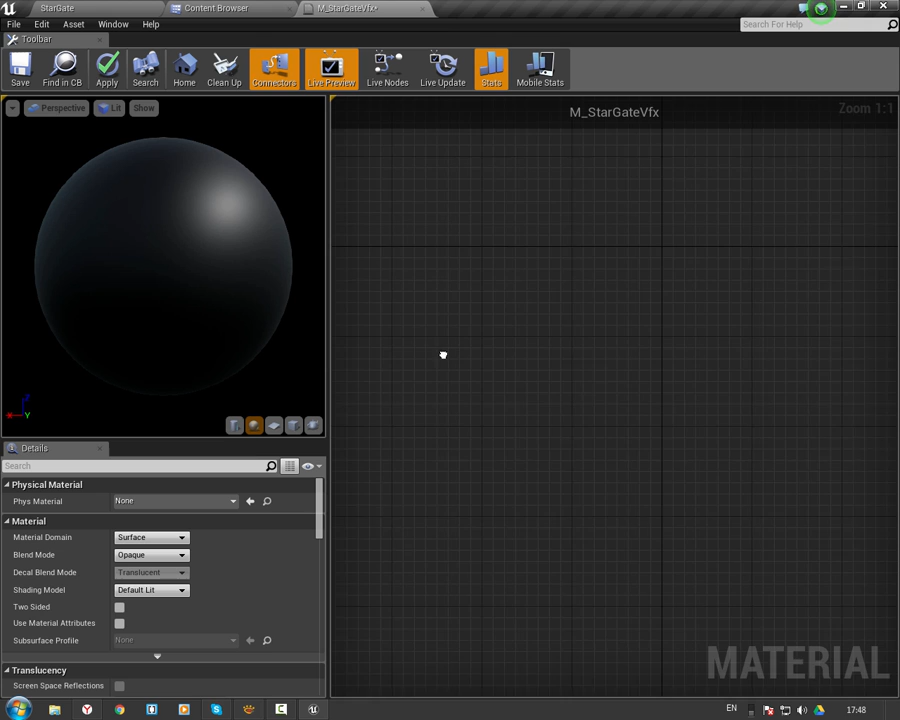 StarGate
Content Browser
M_StarGateVfx*
File Edit Asset Window Help
Search For Help
Toolbar
Save Find in CB Apply Search Home Clean Up Connectors Live Preview Live Nodes Live Update Stats Mobile Stats
Perspective Lit Show
M_StarGateVfx
Zoom 1:1
Details
Search
Physical Material
Phys Material None
Material
Material Domain Surface
Blend Mode Opaque
Decal Blend Mode Translucent
Shading Model Default Lit
Two Sided
Use Material Attributes
Subsurface Profile None
Translucency
Screen Space Reflections
MATERIAL
EN
17:48